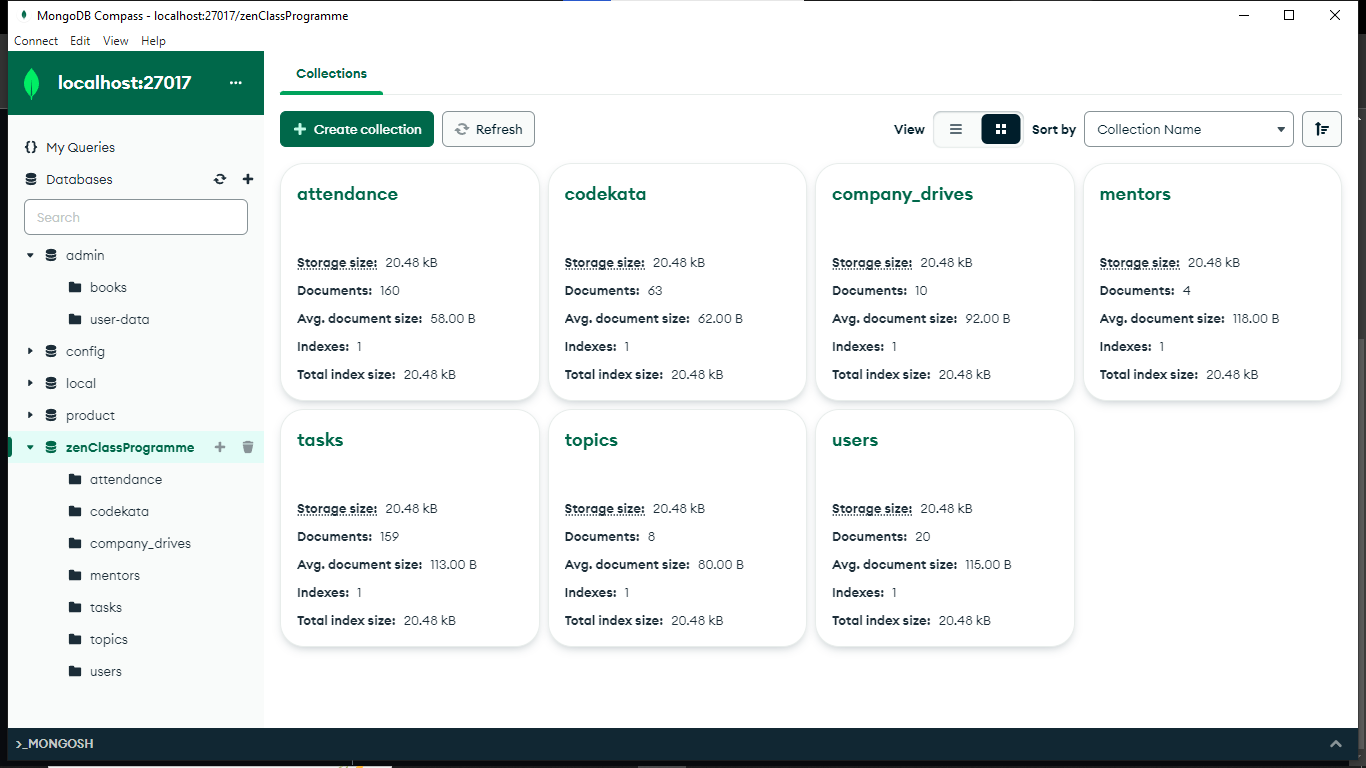 MongoDB Compass - localhost:27017/zenClassProgramme
Connect Edit View Help
localhost:27017 ...
My Queries
Databases
Search
admin
books
user-data
config
local
product
zenClassProgramme
attendance
codekata
company_drives
mentors
tasks
topics
users
Collections
Create collection Refresh
View Sort by Collection Name
attendance
Storage size: 20.48 kB
Documents: 160
Avg. document size: 58.00 B
Indexes: 1
Total index size: 20.48 kB
codekata
Storage size: 20.48 kB
Documents: 63
Avg. document size: 62.00 B
Indexes: 1
Total index size: 20.48 kB
company_drives
Storage size: 20.48 kB
Documents: 10
Avg. document size: 92.00 B
Indexes: 1
Total index size: 20.48 kB
mentors
Storage size: 20.48 kB
Documents: 4
Avg. document size: 118.00 B
Indexes: 1
Total index size: 20.48 kB
tasks
Storage size: 20.48 kB
Documents: 159
Avg. document size: 113.00 B
Indexes: 1
Total index size: 20.48 kB
topics
Storage size: 20.48 kB
Documents: 8
Avg. document size: 80.00 B
Indexes: 1
Total index size: 20.48 kB
users
Storage size: 20.48 kB
Documents: 20
Avg. document size: 115.00 B
Indexes: 1
Total index size: 20.48 kB
>_MONGOSH